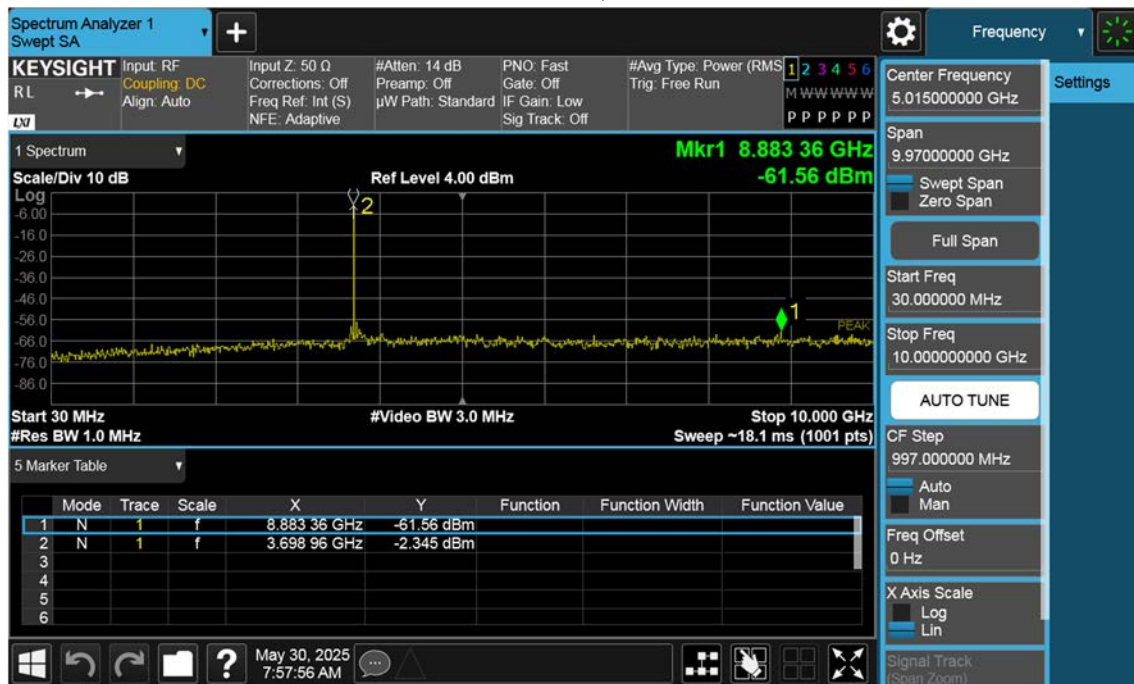 Spectrum Analyzer 1
Swept SA
Frequency
KEYSIGHT
RL
LXI
Input: RF
Coupling: DC
Align: Auto
Input Z: 50 Ω
Corrections: Off
Freq Ref: Int (S)
NFE: Adaptive
#Atten: 14 dB
Preamp: Off
µW Path: Standard
PNO: Fast
Gate: Off
IF Gain: Low
Sig Track: Off
#Avg Type: Power (RMS
Trig: Free Run
1 2 3 4 5 6
M W W W W W
P P P P P P
1 Spectrum
Mkr1 8.883 36 GHz
-61.56 dBm
Scale/Div 10 dB
Ref Level 4.00 dBm
Log
-6.00
-16.0
-26.0
-36.0
-46.0
-56.0
-66.0
-76.0
-86.0
2
1
PEAK
Start 30 MHz
#Video BW 3.0 MHz
Stop 10.000 GHz
#Res BW 1.0 MHz
Sweep ~18.1 ms (1001 pts)
5 Marker Table
Mode Trace Scale X Y Function Function Width Function Value
1 N 1 f 8.883 36 GHz -61.56 dBm
2 N 1 f 3.698 96 GHz -2.345 dBm
3
4
5
6
?
May 30, 2025
7:57:56 AM
Center Frequency
5.015000000 GHz
Span
9.97000000 GHz
Swept Span
Zero Span
Full Span
Start Freq
30.000000 MHz
Stop Freq
10.000000000 GHz
AUTO TUNE
CF Step
997.000000 MHz
Auto
Man
Freq Offset
0 Hz
X Axis Scale
Log
Lin
Signal Track
(Span Zoom)
Settings